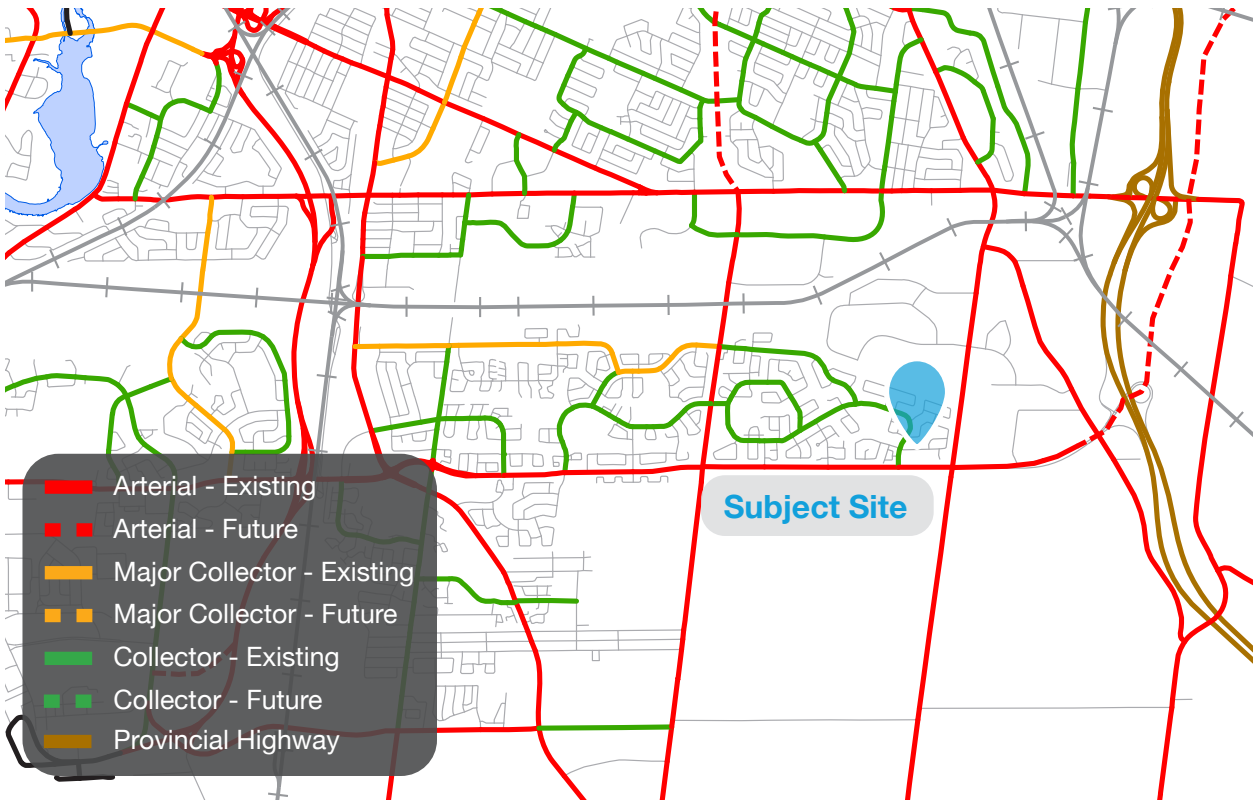 Subject Site
Arterial - Existing
Arterial - Future
Major Collector - Existing
Major Collector - Future
Collector - Existing
Collector - Future
Provincial Highway